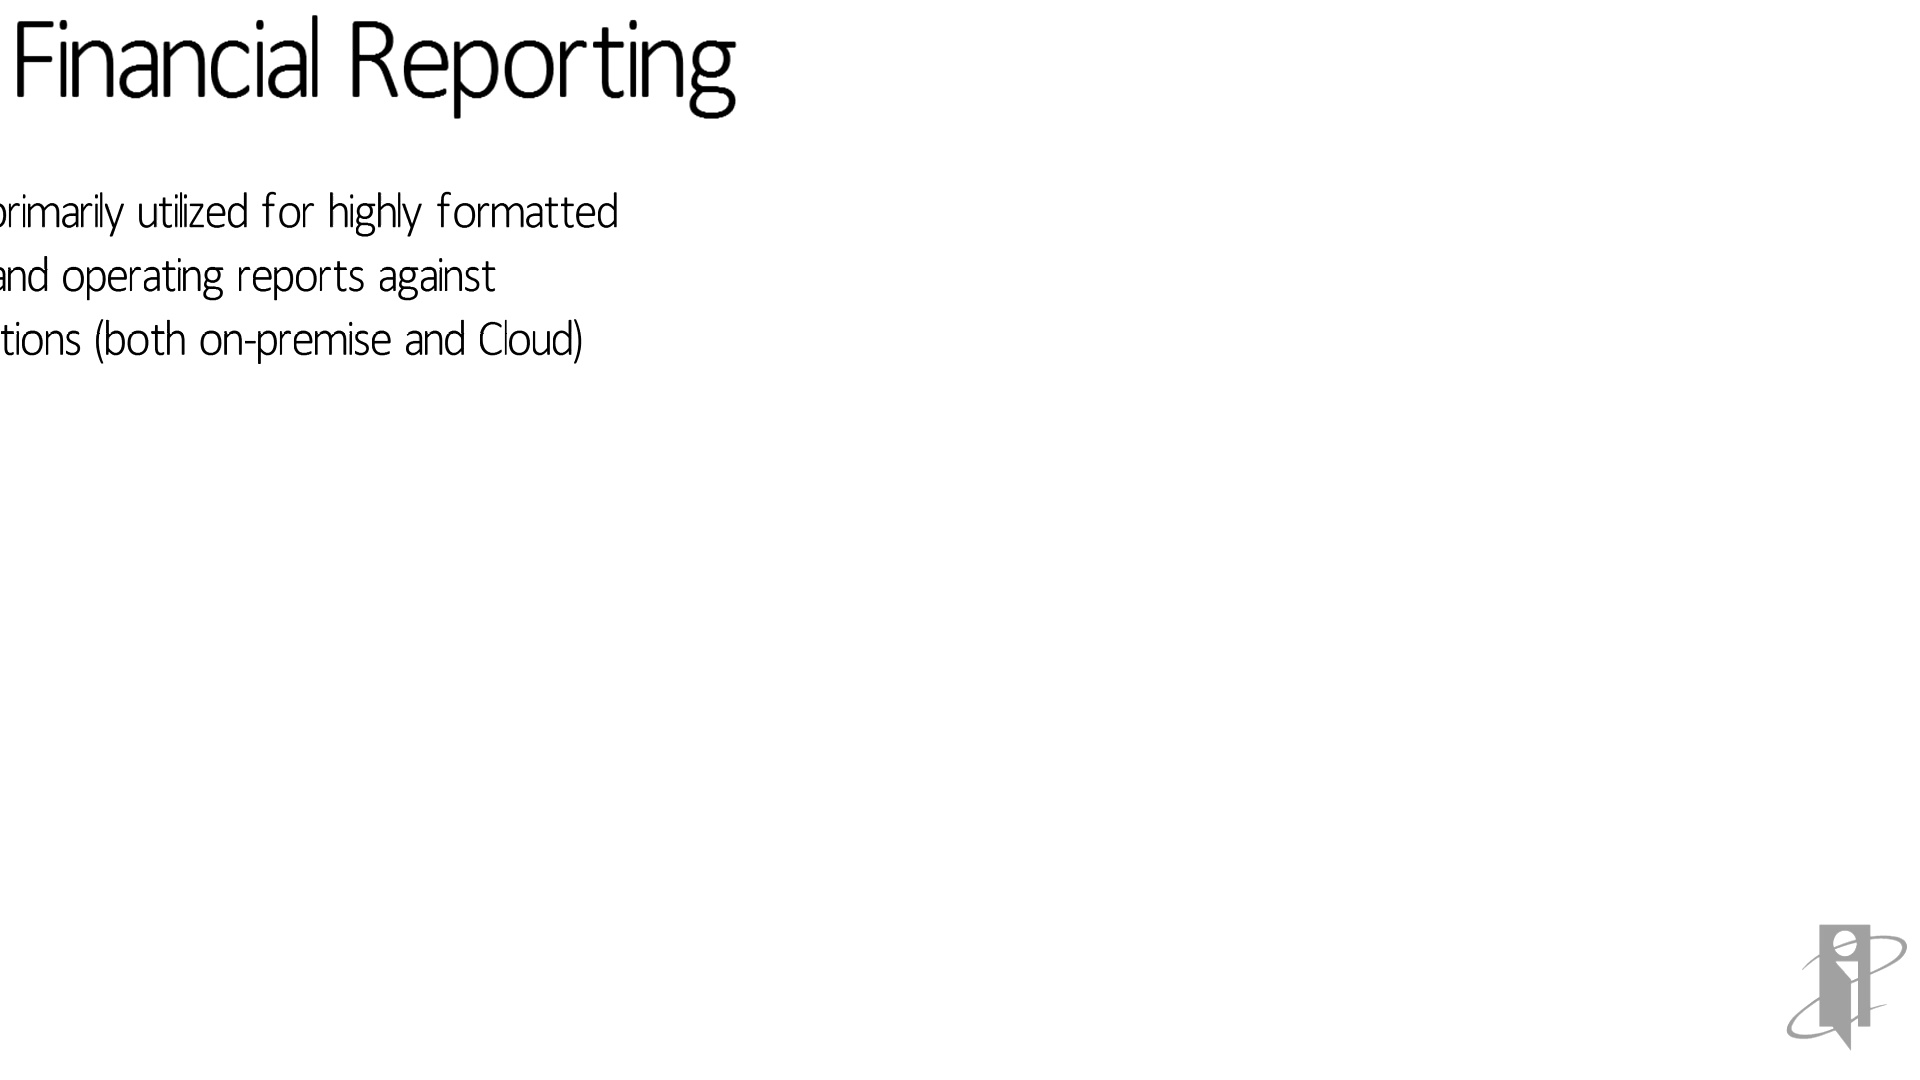 Financial Reporting
primarily utilized for highly formatted
and operating reports against
tions (both on-premise and Cloud)